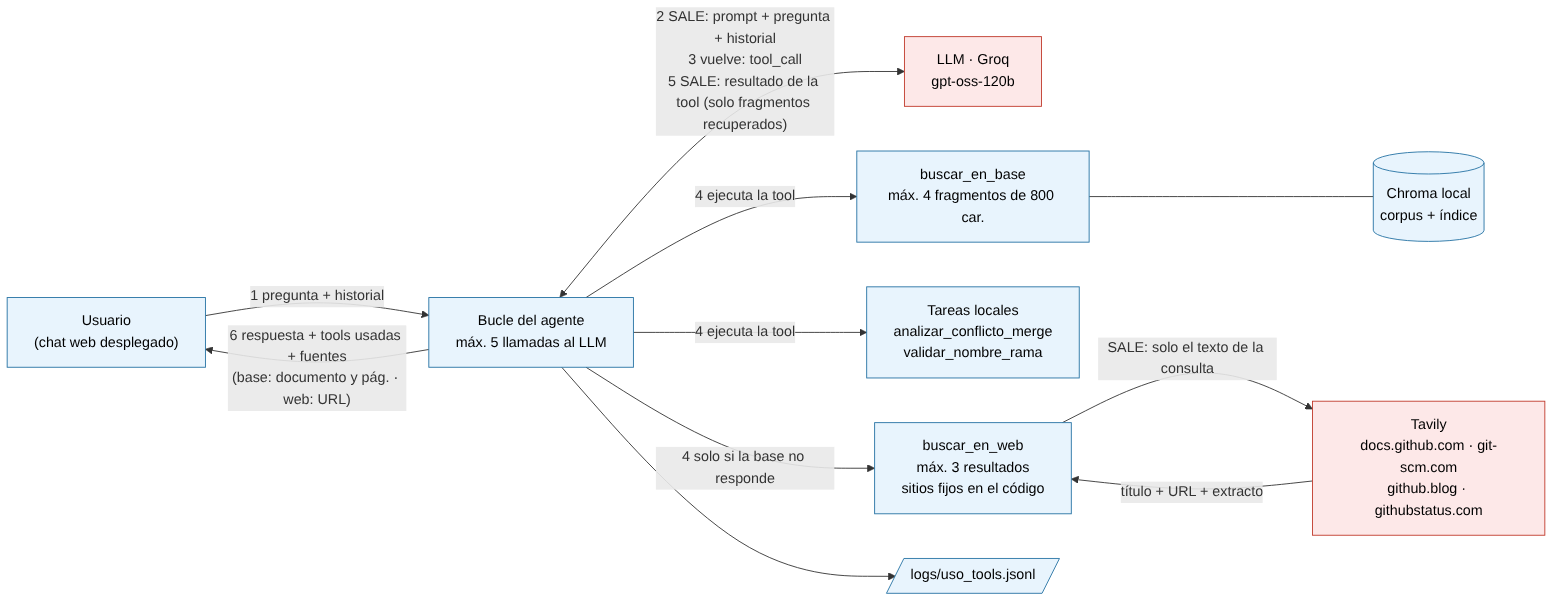 2 SALE: prompt + pregunta
+ historial
3 vuelve: tool_call
5 SALE: resultado de la
tool (solo fragmentos
recuperados)
LLM · Groq
gpt-oss-120b
4 ejecuta la tool
buscar_en_base
máx. 4 fragmentos de 800
car.
Chroma local
corpus + índice
Usuario
(chat web desplegado)
1 pregunta + historial
6 respuesta + tools usadas
+ fuentes
(base: documento y pág. ·
web: URL)
Bucle del agente
máx. 5 llamadas al LLM
4 ejecuta la tool
Tareas locales
analizar_conflicto_merge
validar_nombre_rama
SALE: solo el texto de la
consulta
4 solo si la base no
responde
buscar_en_web
máx. 3 resultados
sitios fijos en el código
título + URL + extracto
Tavily
docs.github.com · git-
scm.com
github.blog ·
githubstatus.com
logs/uso_tools.jsonl